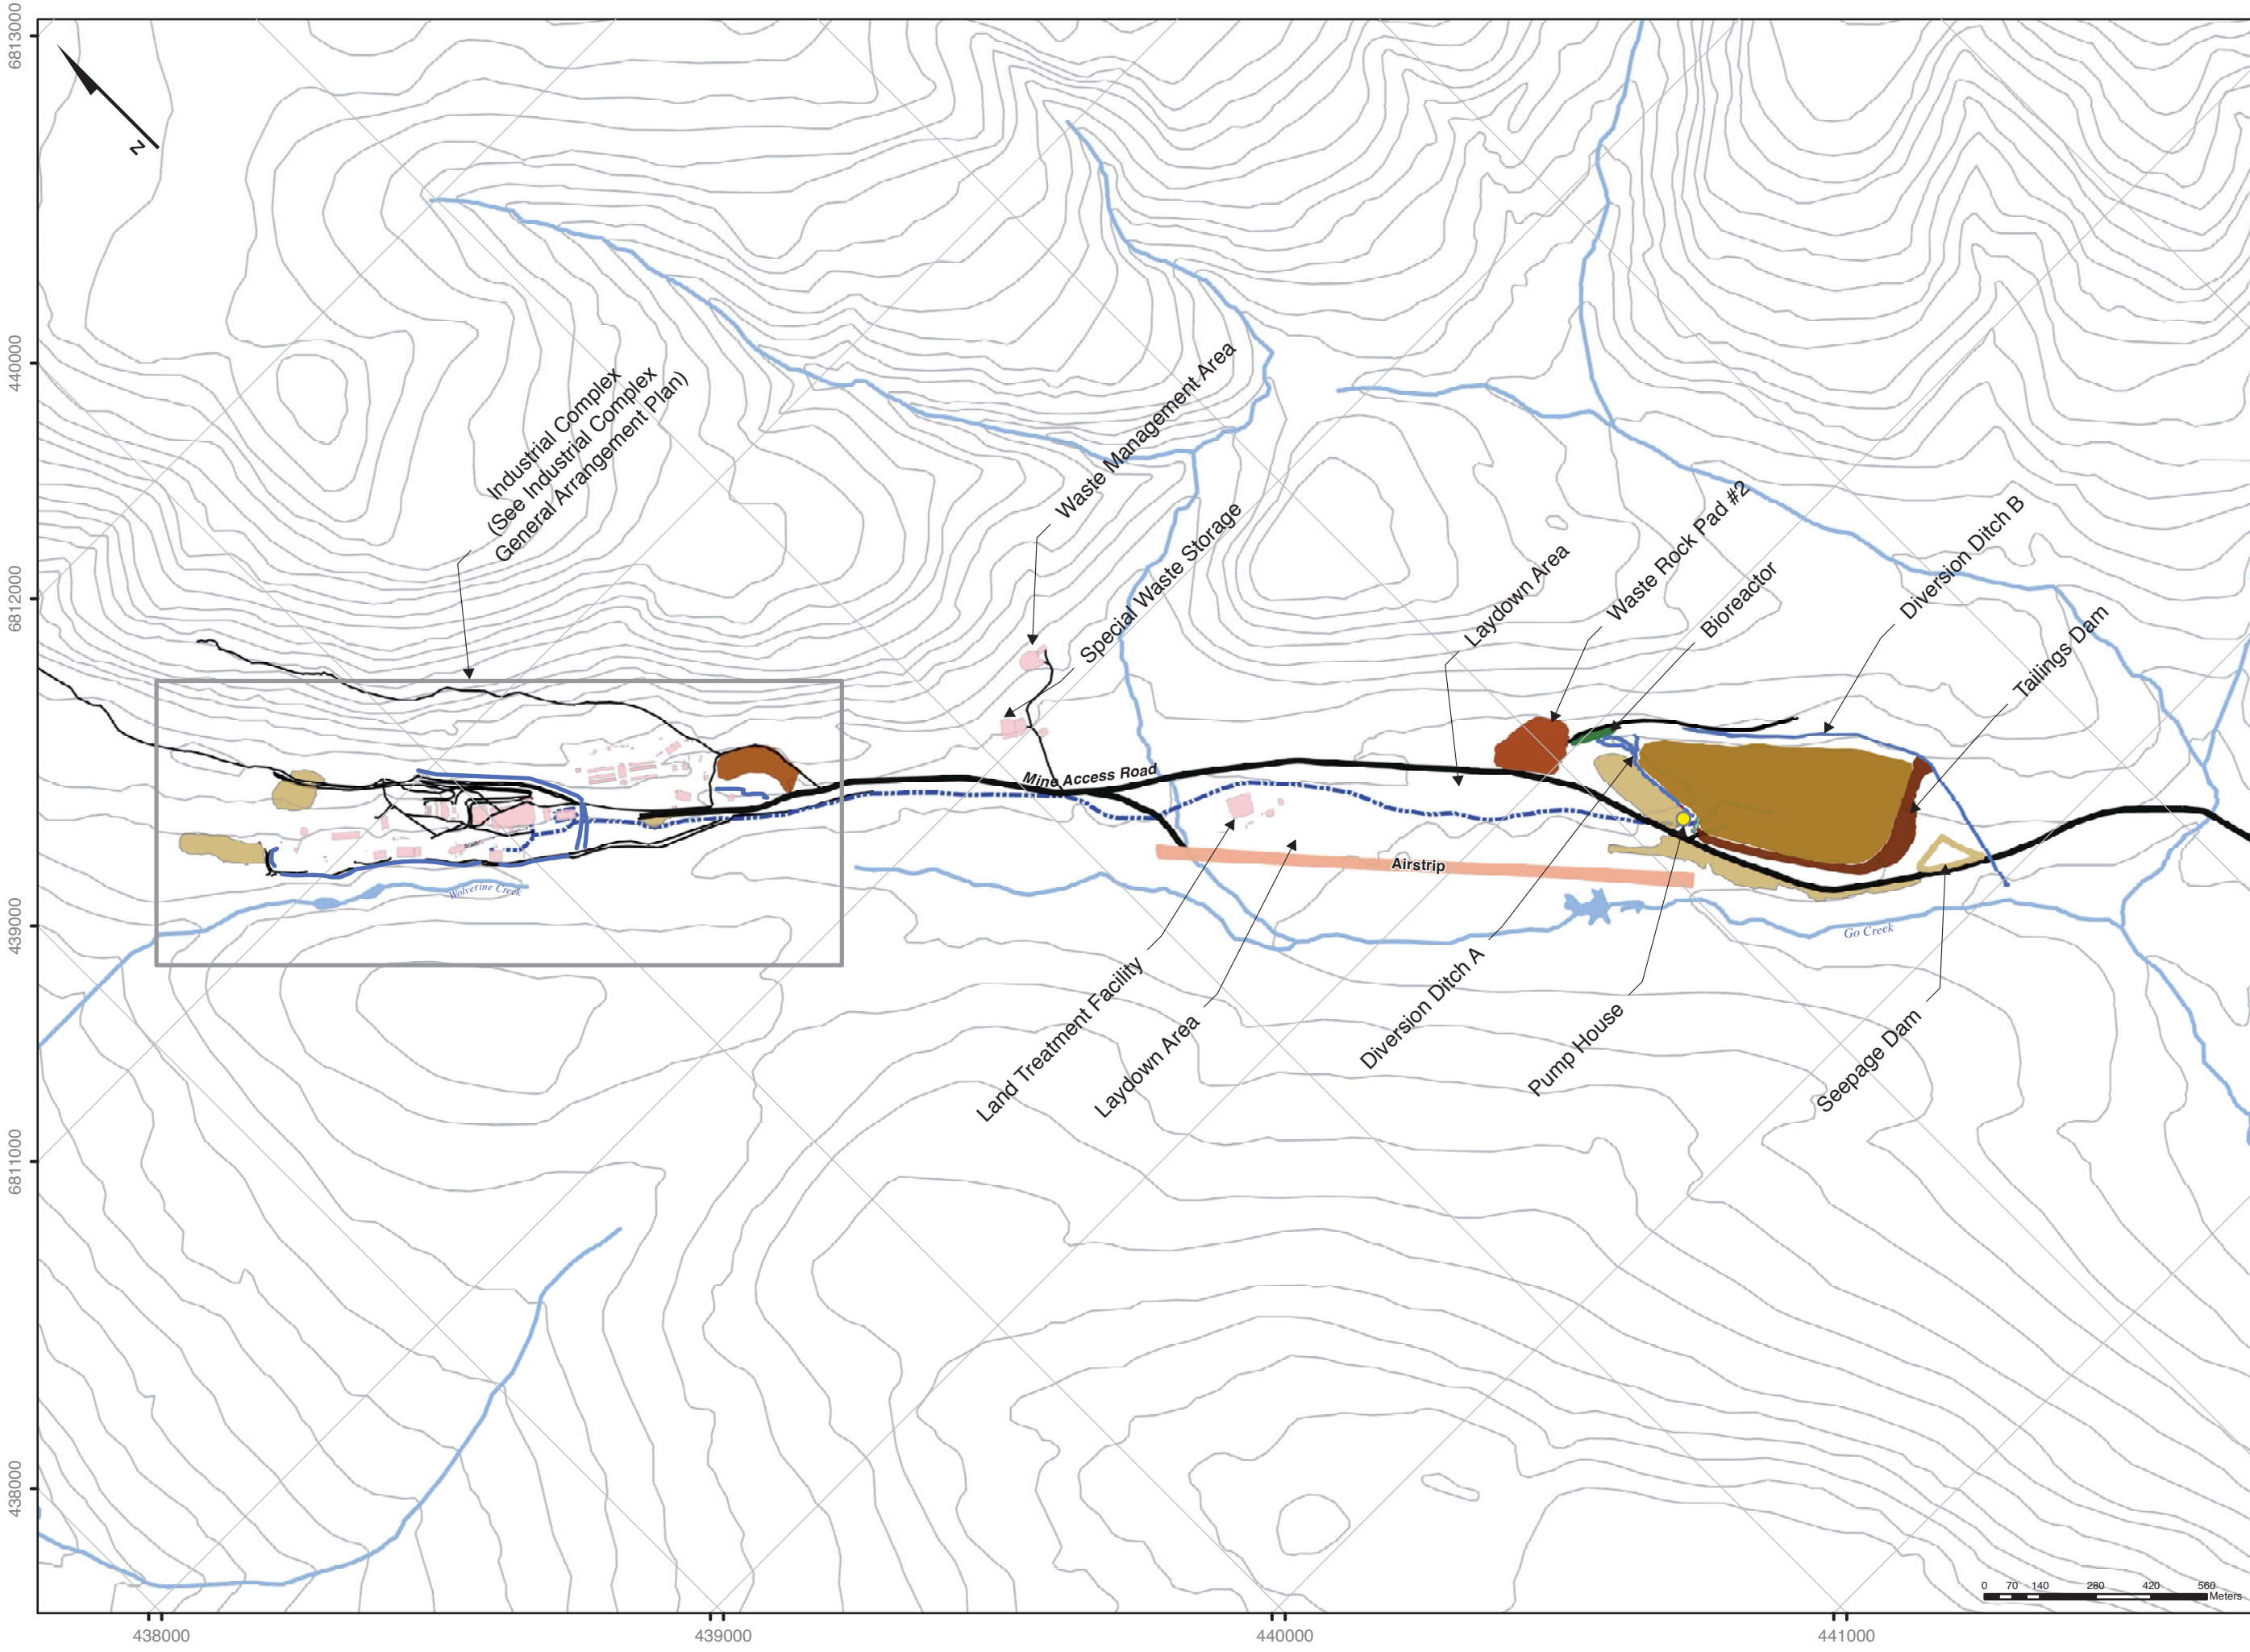 6813000
440000
6812000
439000
6811000
438000
N
Industrial Complex
(See Industrial Complex
General Arrangement Plan)
Waste Management Area
Special Waste Storage
Laydown Area
Waste Rock Pad #2
Bioreactor
Diversion Ditch B
Tailings Dam
Mine Access Road
Airstrip
Wolverine Creek
Go Creek
Land Treatment Facility
Laydown Area
Diversion Ditch A
Pump House
Seepage Dam
0 70 140 280 420 560
Meters
438000 439000 440000 441000